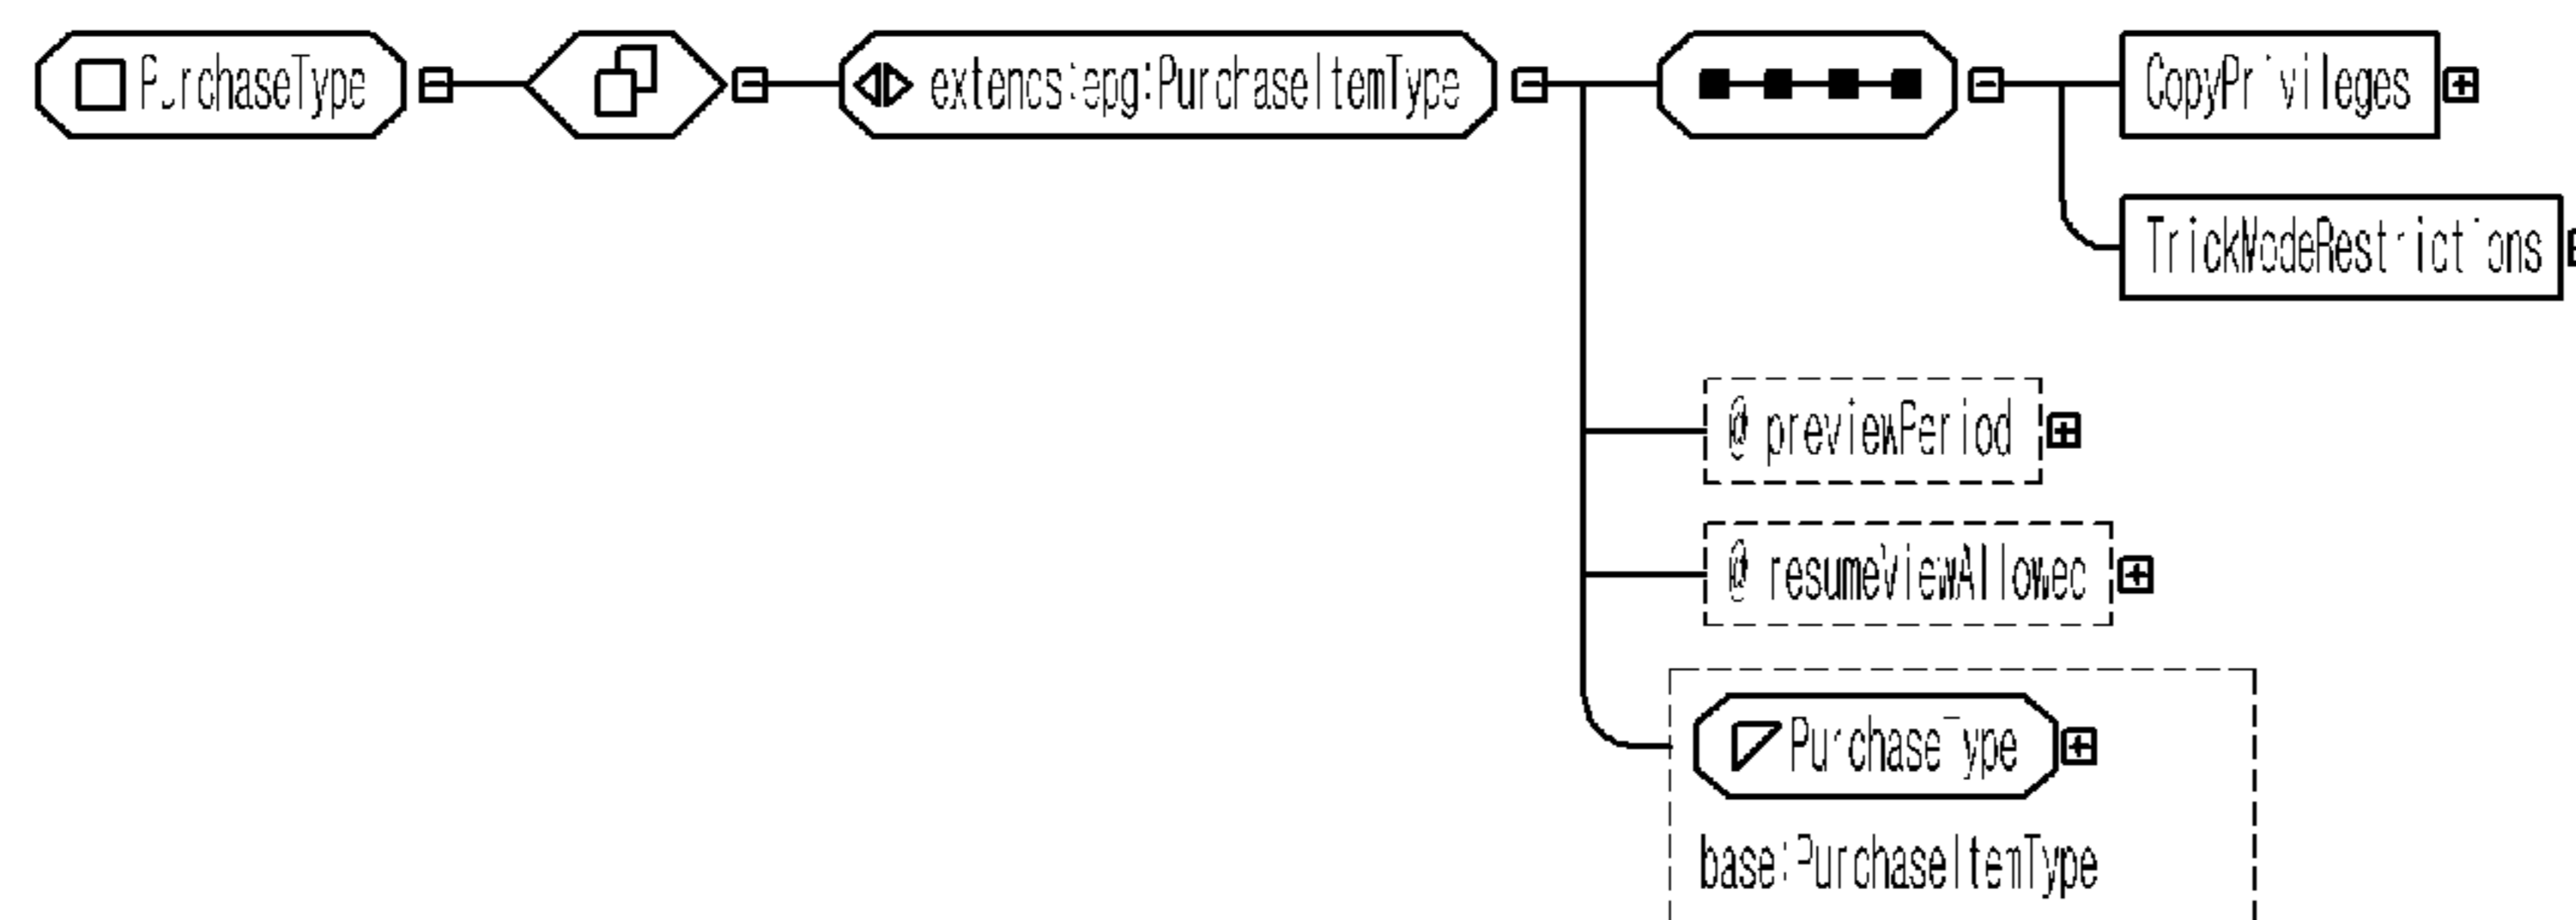 PurchaseType
extends:epg:PurchaseItemType
CopyPrivileges
TrickModeRestrictions
@ previewPeriod
@ resumeViewAllowed
PurchaseType
base:PurchaseItemType